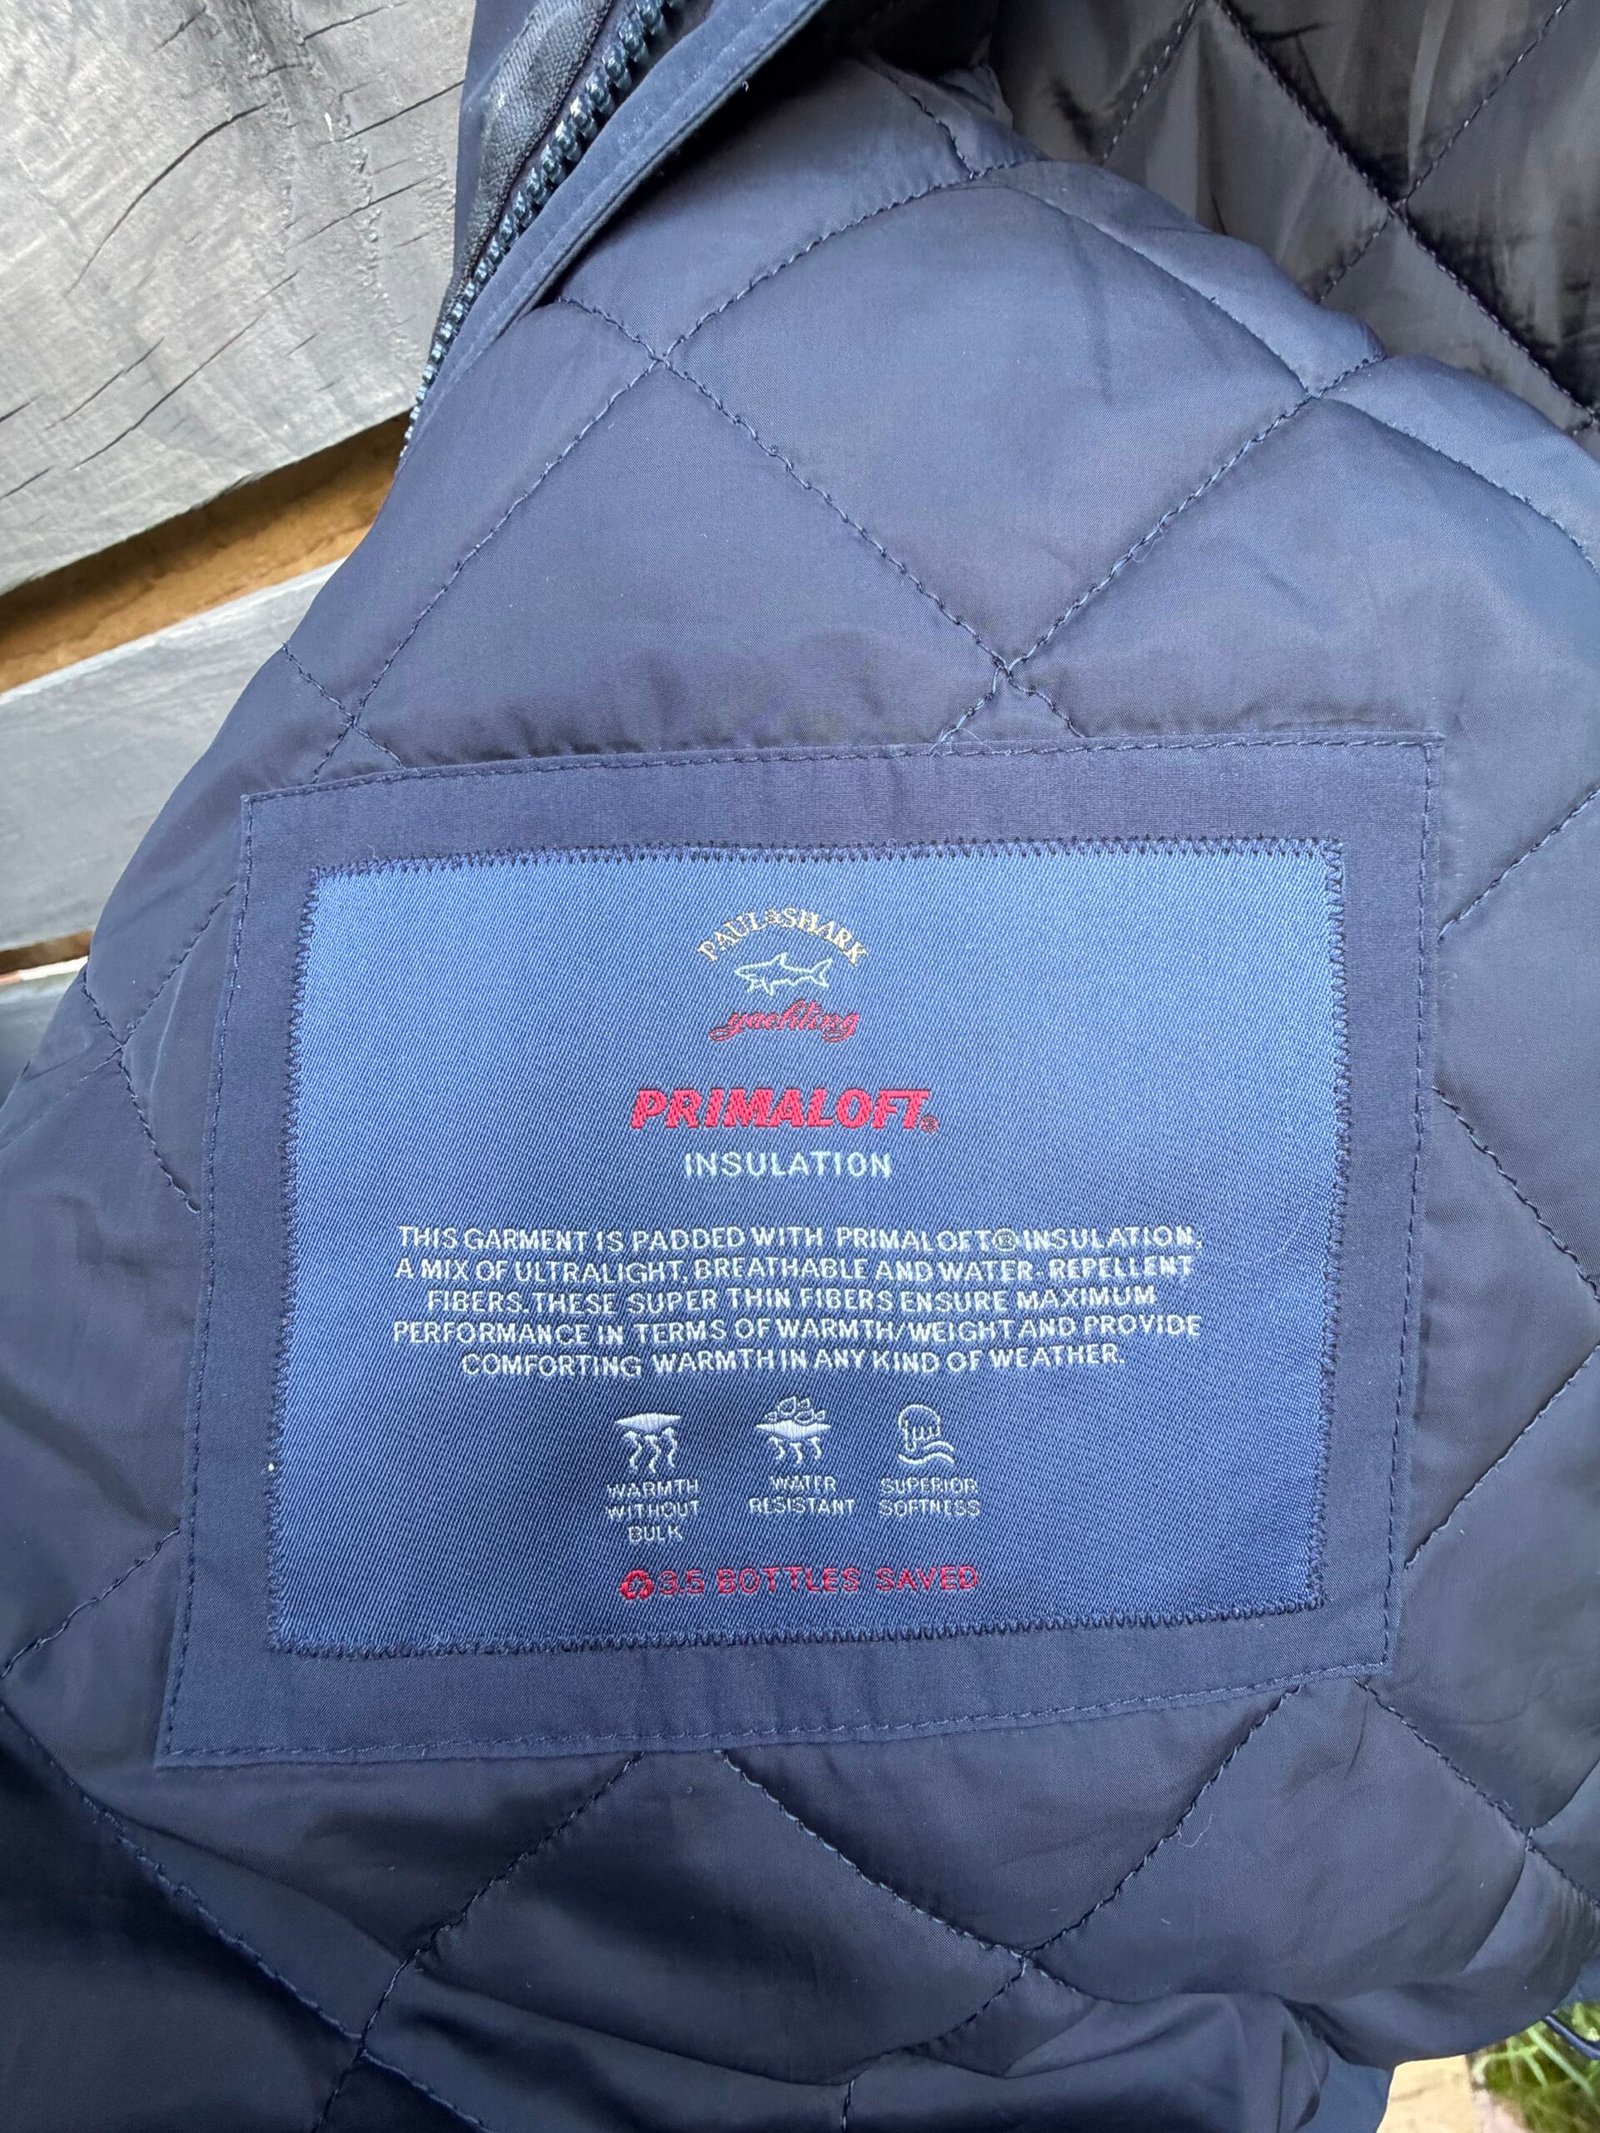 PAUL&SHARK
yachting
PRIMALOFT®
INSULATION
THIS GARMENT IS PADDED WITH PRIMALOFT® INSULATION,
A MIX OF ULTRALIGHT, BREATHABLE AND WATER-REPELLENT
FIBERS. THESE SUPER THIN FIBERS ENSURE MAXIMUM
PERFORMANCE IN TERMS OF WARMTH/WEIGHT AND PROVIDE
COMFORTING WARMTH IN ANY KIND OF WEATHER.
WARMTH
WITHOUT
BULK
WATER
RESISTANT
SUPERIOR
SOFTNESS
3.5 BOTTLES SAVED